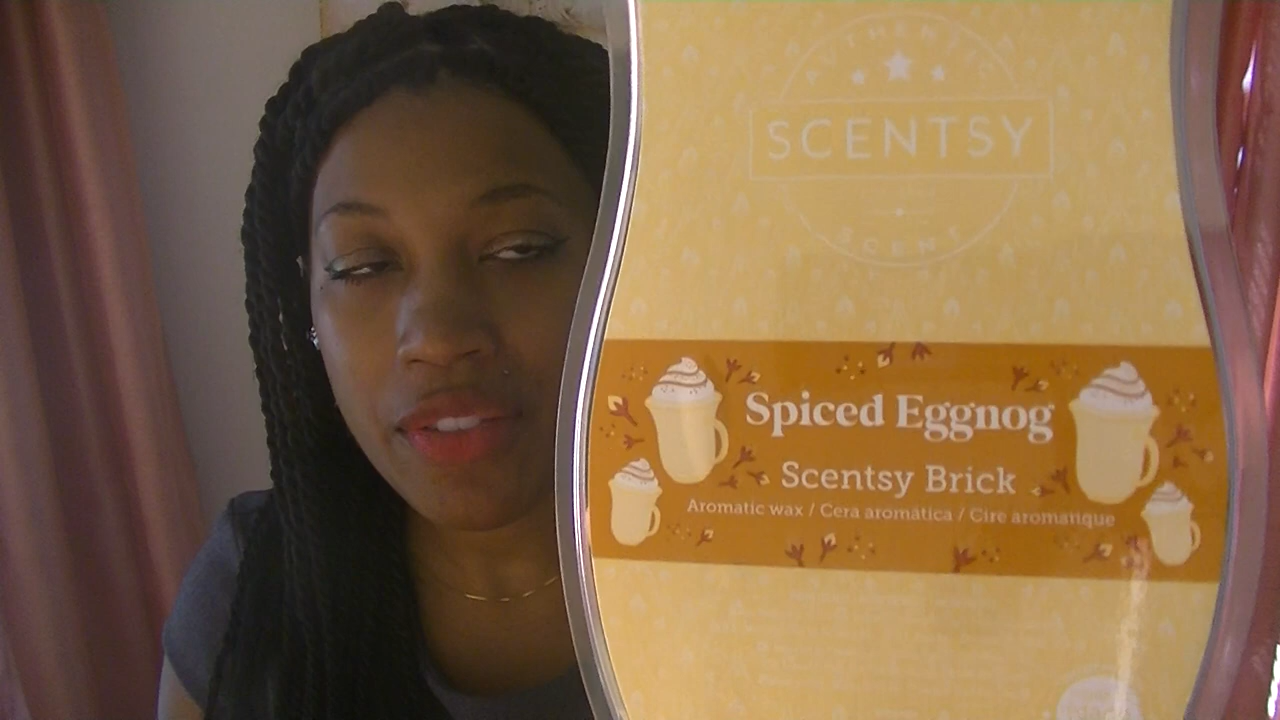 AUTHENTIC
SCENTSY
SCENT
Spiced Eggnog
Scentsy Brick
Aromatic wax / Cera aromática / Cire aromatique